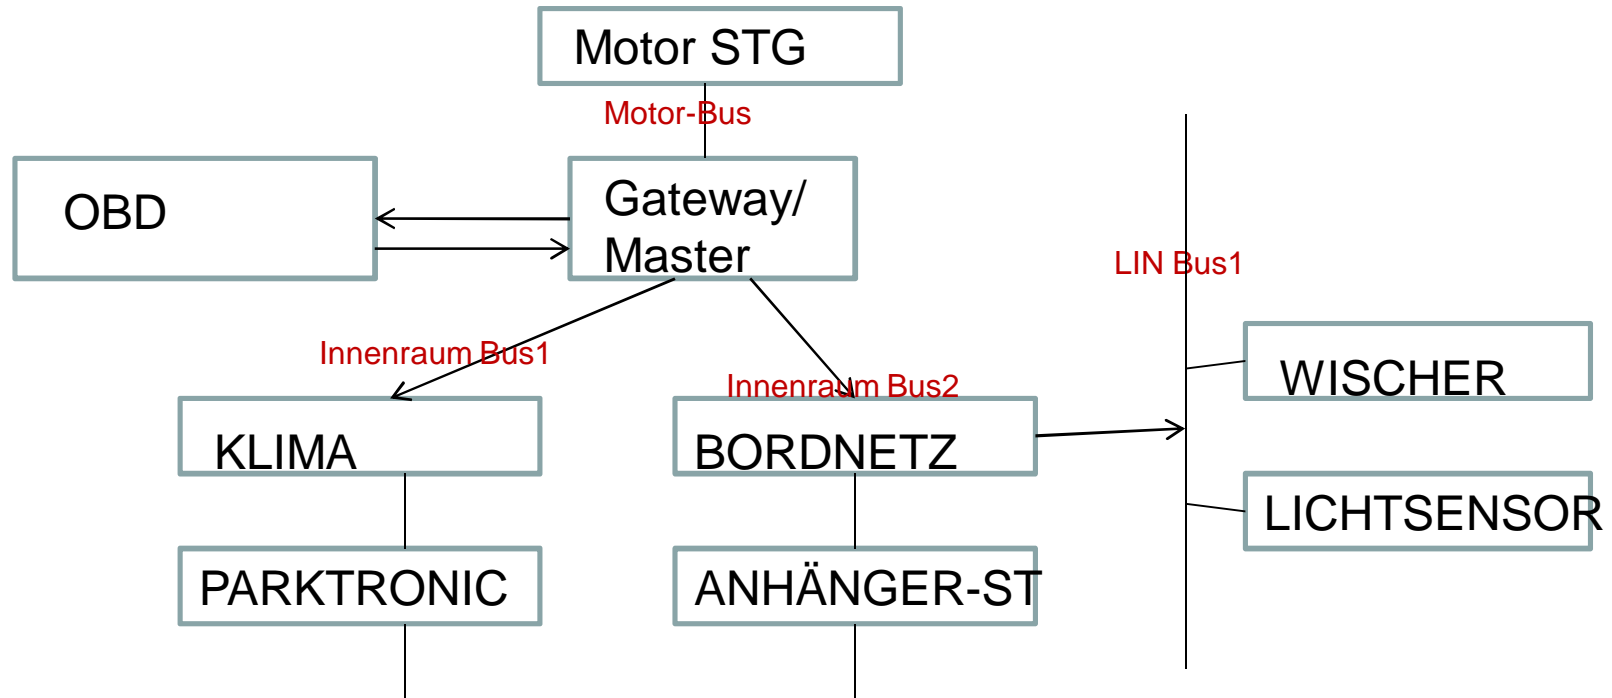 Motor STG
Motor-Bus
OBD
Gateway/
Master
LIN Bus1
Innenraum Bus1
Innenraum Bus2
WISCHER
KLIMA
BORDNETZ
LICHTSENSOR
PARKTRONIC
ANHÄNGER-ST